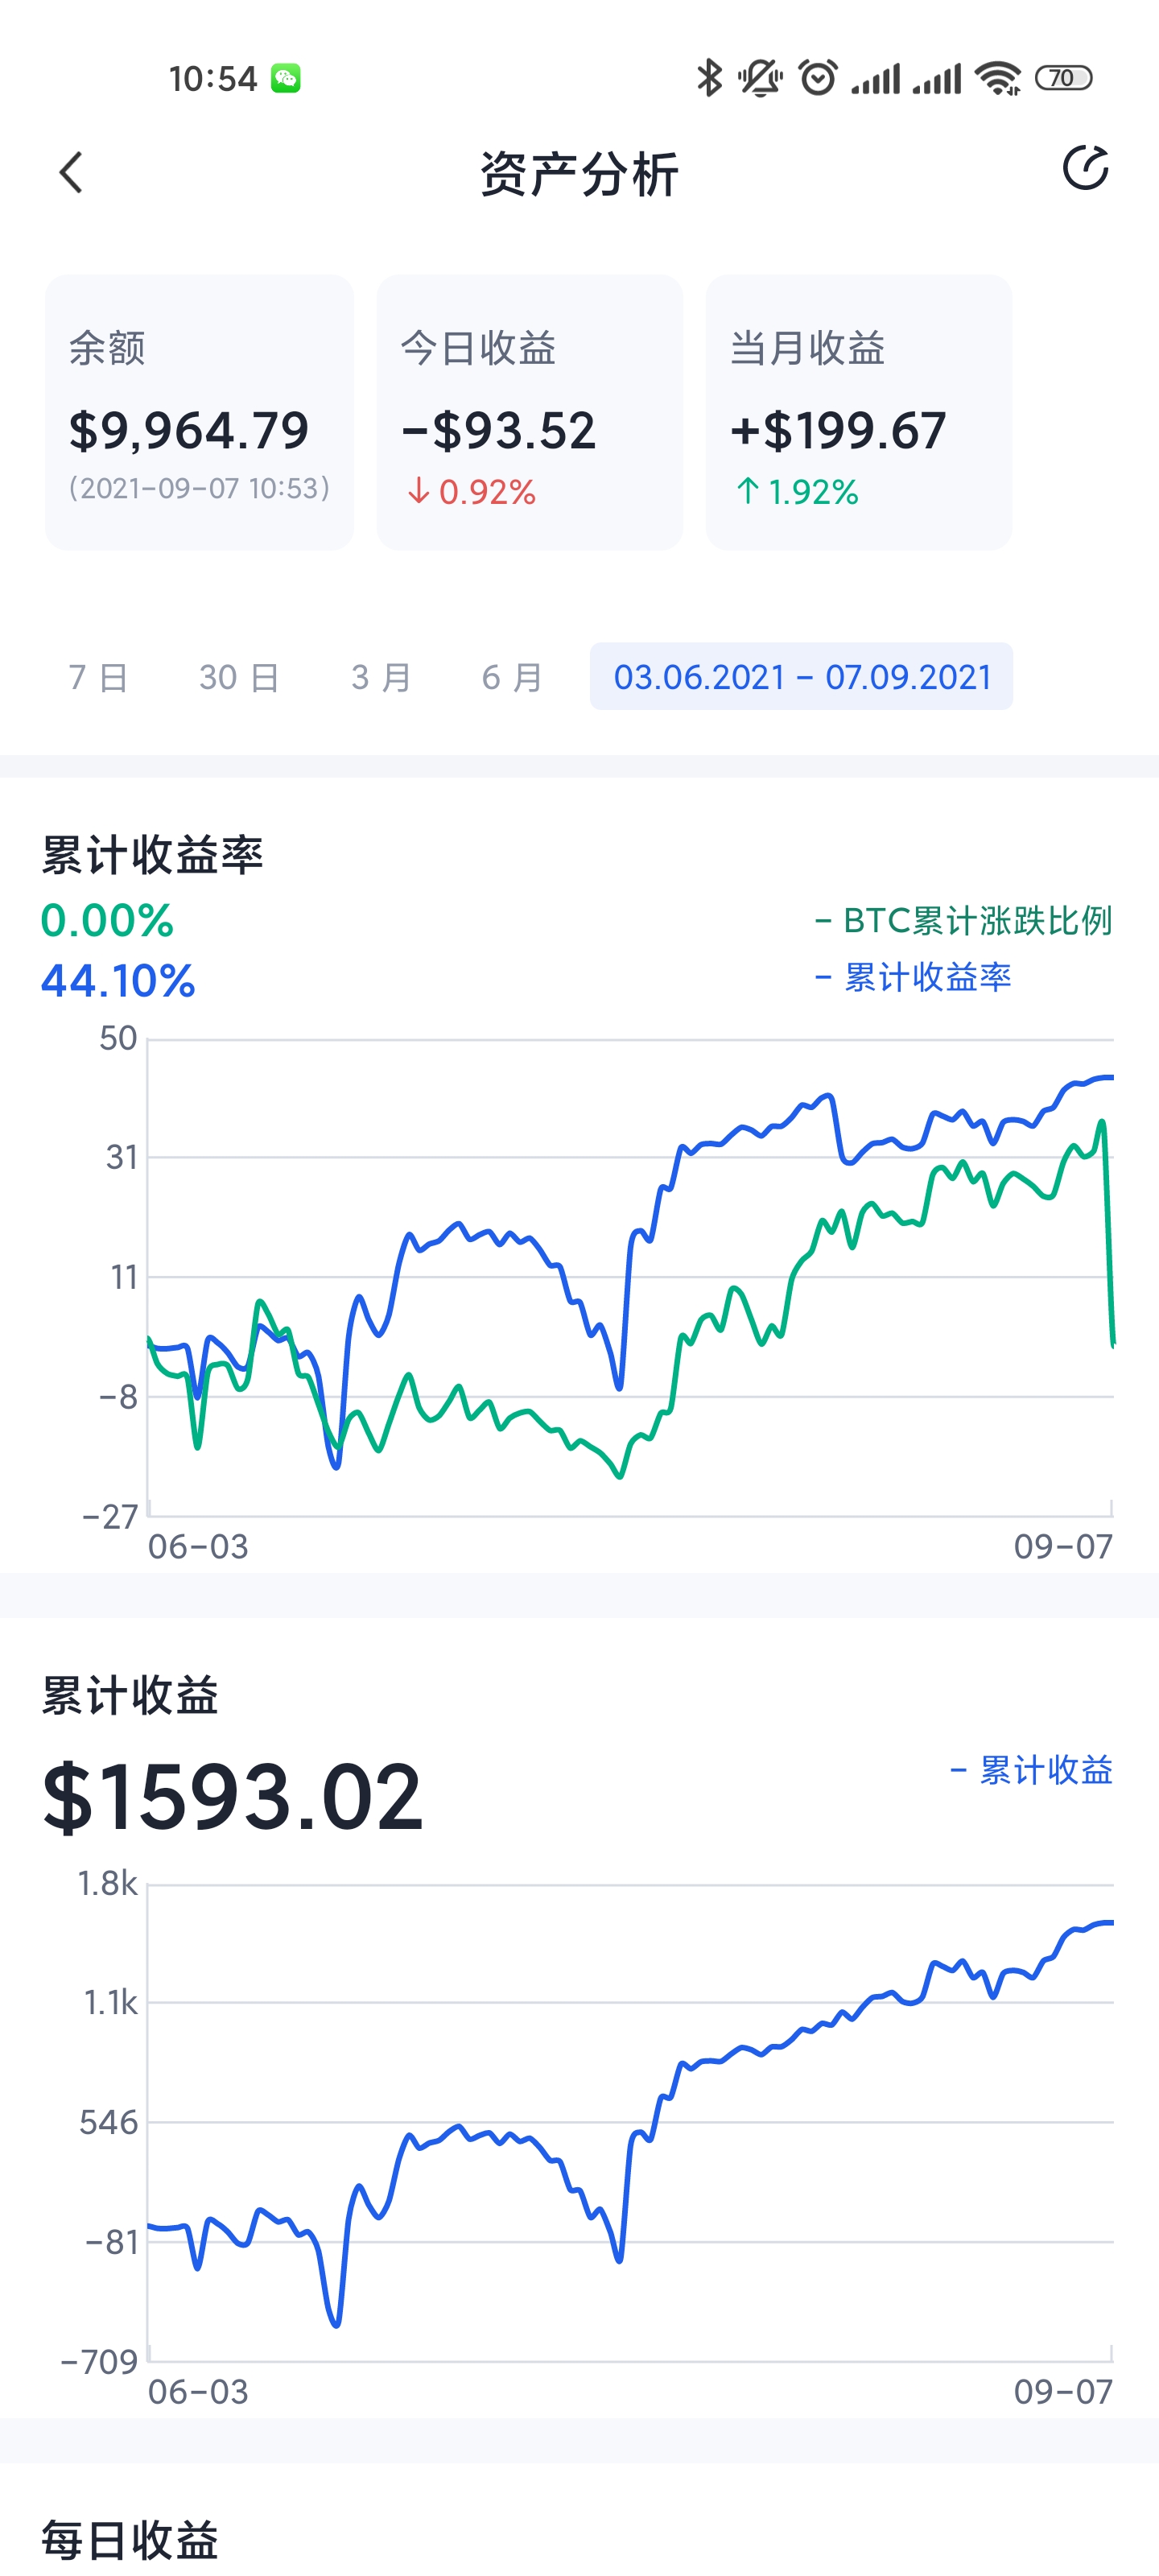 10:54 70
资产分析
余额 今日收益 当月收益
$9,964.79 -$93.52 +$199.67
(2021-09-07 10:53) ↓ 0.92% ↑ 1.92%
7 日 30 日 3 月 6 月 03.06.2021 - 07.09.2021
累计收益率
0.00% - BTC累计涨跌比例
44.10% - 累计收益率
50
31
11
-8
-27
06-03 09-07
累计收益
$1593.02 - 累计收益
1.8k
1.1k
546
-81
-709
06-03 09-07
每日收益